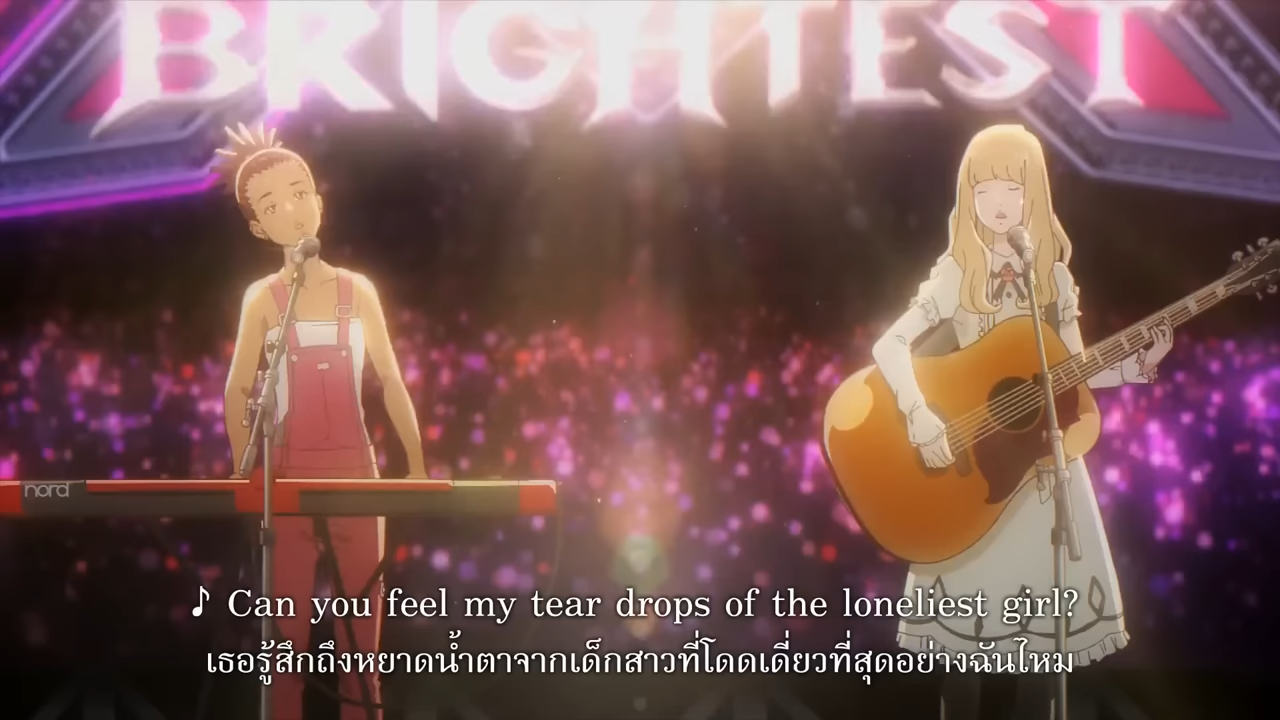 BRIGHTEST
nord
♪ Can you feel my tear drops of the loneliest girl?
เธอรู้สึกถึงหยาดน้ำตาจากเด็กสาวที่โดดเดี่ยวที่สุดอย่างฉันไหม